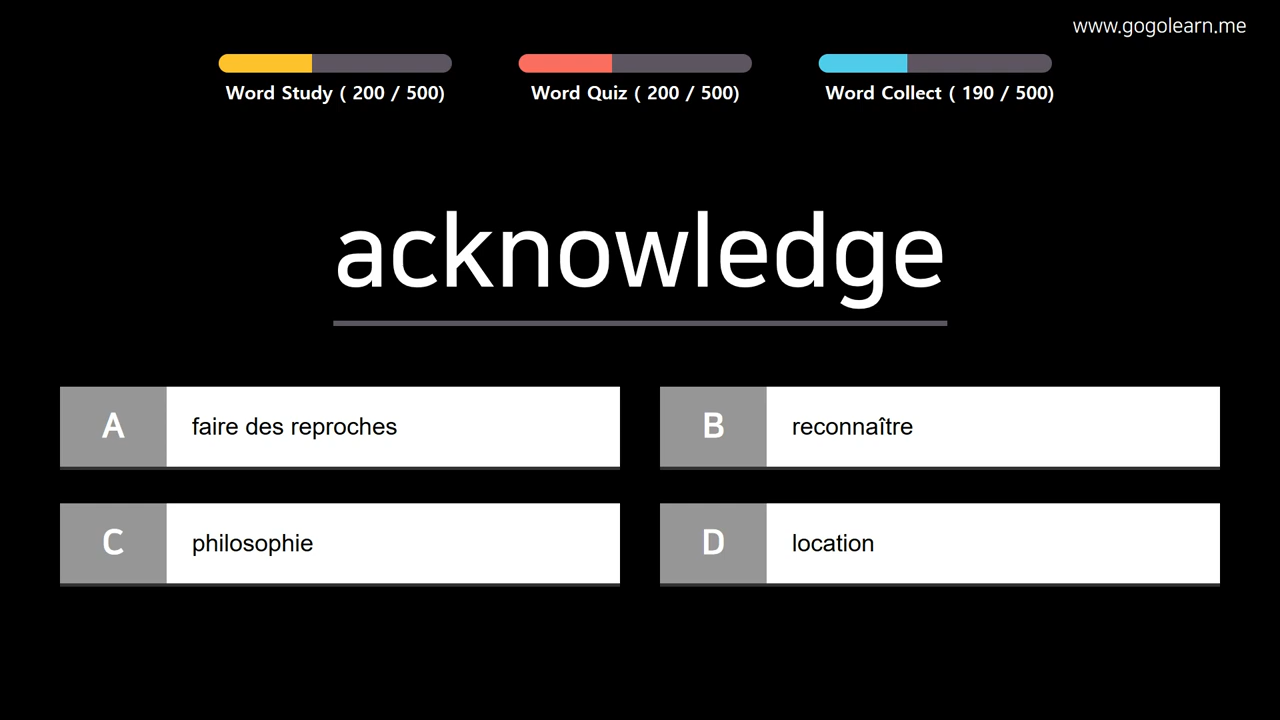 www.gogolearn.me
Word Study ( 200 / 500)
Word Quiz ( 200 / 500)
Word Collect ( 190 / 500)
acknowledge
A faire des reproches
B reconnaître
C philosophie
D location